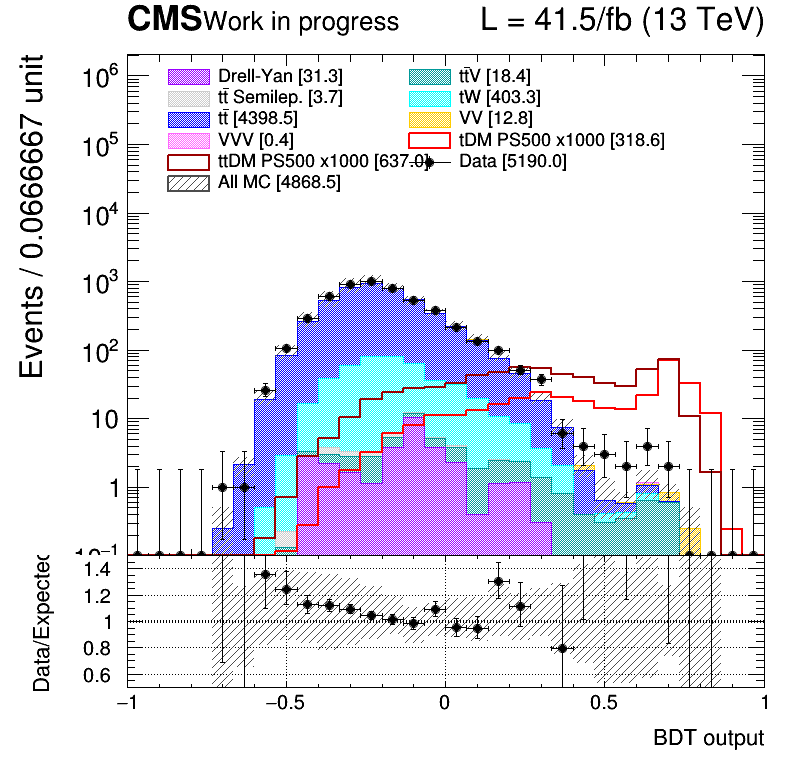 CMS Work in progress L = 41.5/fb (13 TeV)
Events / 0.0666667 unit
10⁶
10⁵
10⁴
10³
10²
10
1
10⁻¹
Drell-Yan [31.3]
tt̄V [18.4]
tt̄ Semilep. [3.7]
tW [403.3]
tt̄ [4398.5]
VV [12.8]
VVV [0.4]
tDM PS500 x1000 [318.6]
ttDM PS500 x1000 [637.0]
Data [5190.0]
All MC [4868.5]
Data/Expected
1.4
1.2
1
0.8
0.6
−1 −0.5 0 0.5 1
BDT output